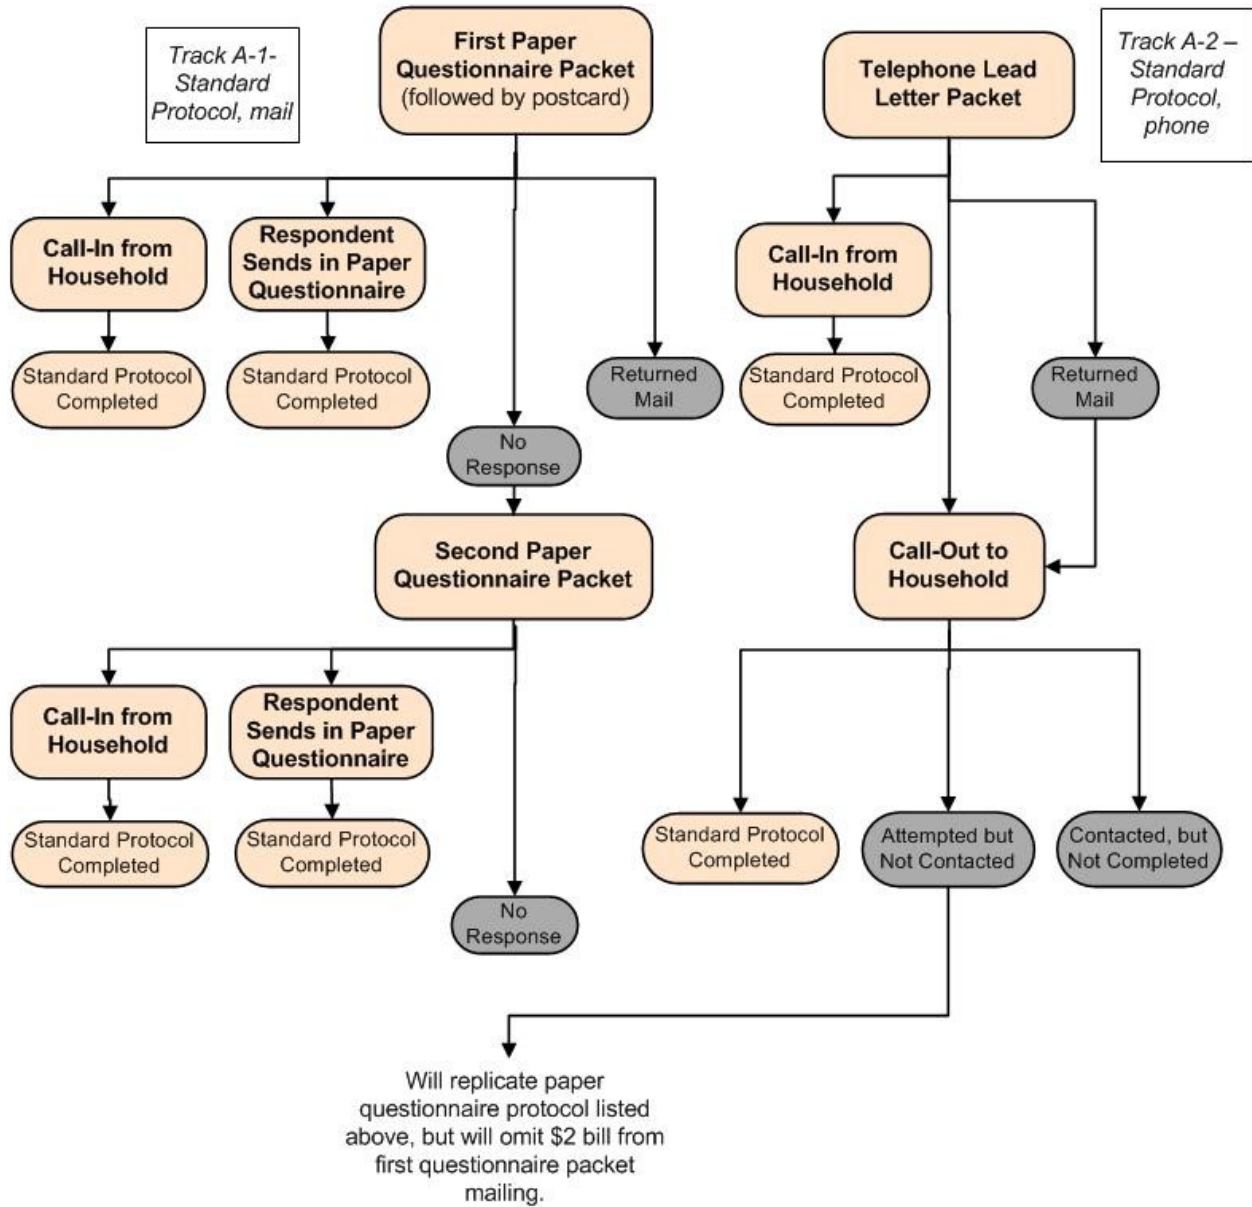 Track A-1-
Standard
Protocol, mail
First Paper
Questionnaire Packet
(followed by postcard)
Telephone Lead
Letter Packet
Track A-2 –
Standard
Protocol,
phone
Call-In from
Household
Respondent
Sends in Paper
Questionnaire
Call-In from
Household
Standard Protocol
Completed
Standard Protocol
Completed
Returned
Mail
Standard Protocol
Completed
Returned
Mail
No
Response
Second Paper
Questionnaire Packet
Call-Out to
Household
Call-In from
Household
Respondent
Sends in Paper
Questionnaire
Standard Protocol
Completed
Standard Protocol
Completed
Standard Protocol
Completed
Attempted but
Not Contacted
Contacted, but
Not Completed
No
Response
Will replicate paper
questionnaire protocol listed
above, but will omit $2 bill from
first questionnaire packet
mailing.